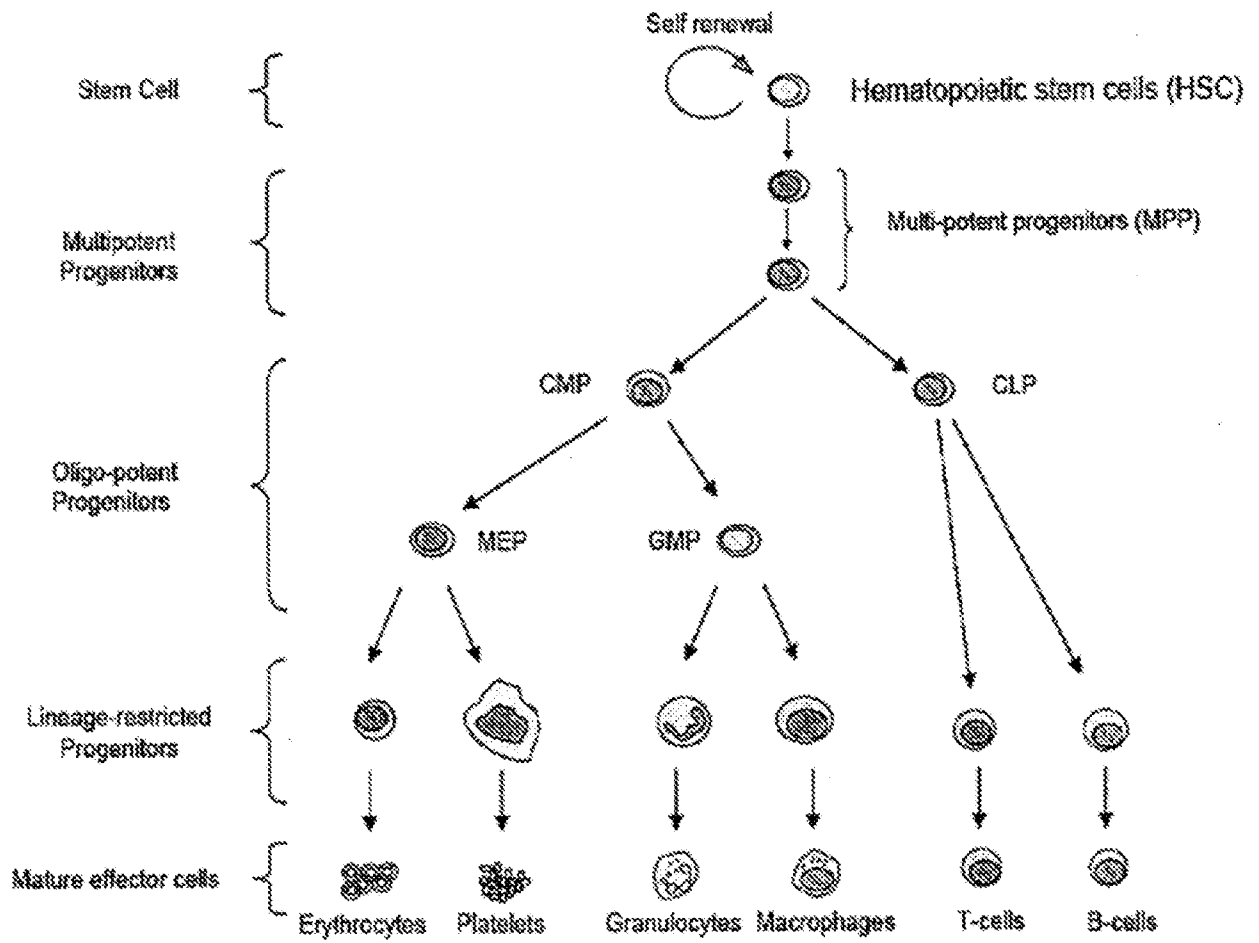 Self renewal
Stem Cell
Hematopoietic stem cells (HSC)
Multipotent
Progenitors
Multi-potent progenitors (MPP)
CMP
CLP
Oligo-potent
Progenitors
MEP
GMP
Lineage-restricted
Progenitors
Mature effector cells
Erythrocytes
Platelets
Granulocytes
Macrophages
T-cells
B-cells